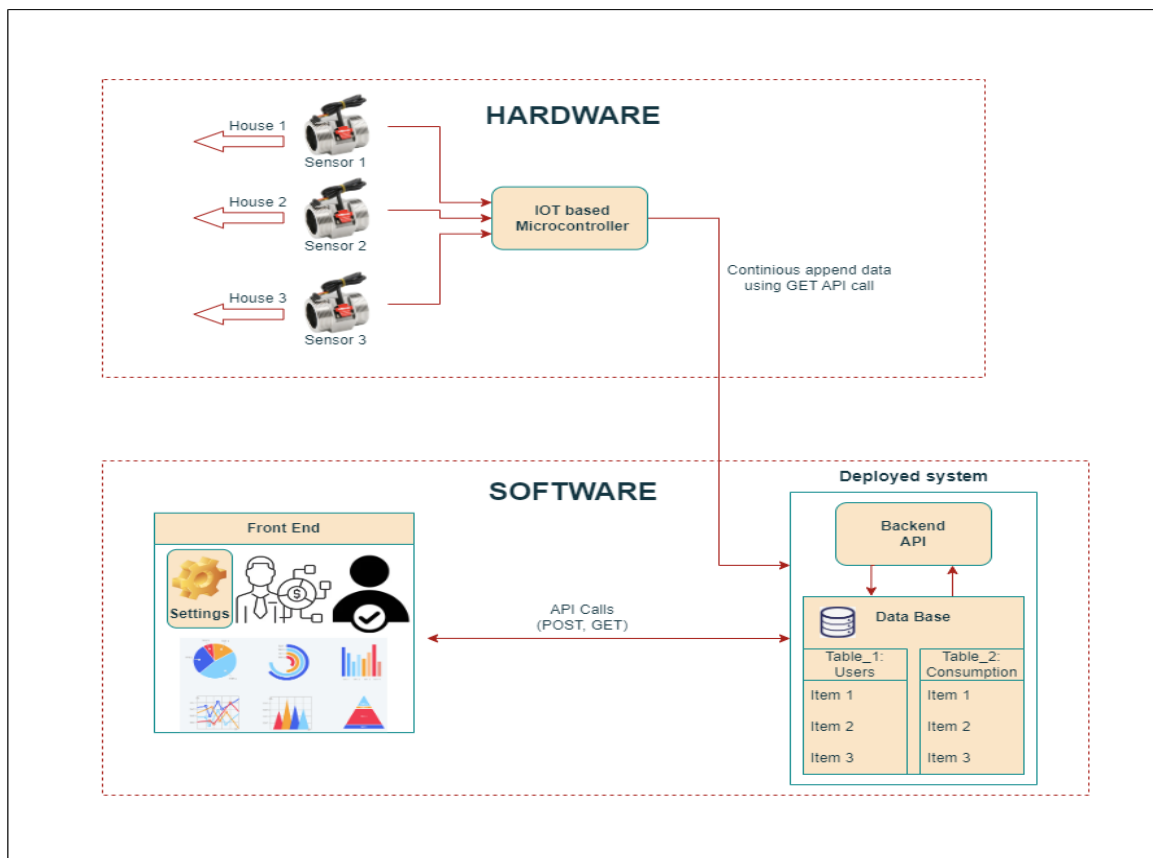 HARDWARE
House 1
Sensor 1
House 2
Sensor 2
House 3
Sensor 3
IOT based
Microcontroller
Continious append data
using GET API call
SOFTWARE
Deployed system
Front End
Settings
API Calls
(POST, GET)
Backend
API
Data Base
Table_1:
Users
Item 1
Item 2
Item 3
Table_2:
Consumption
Item 1
Item 2
Item 3